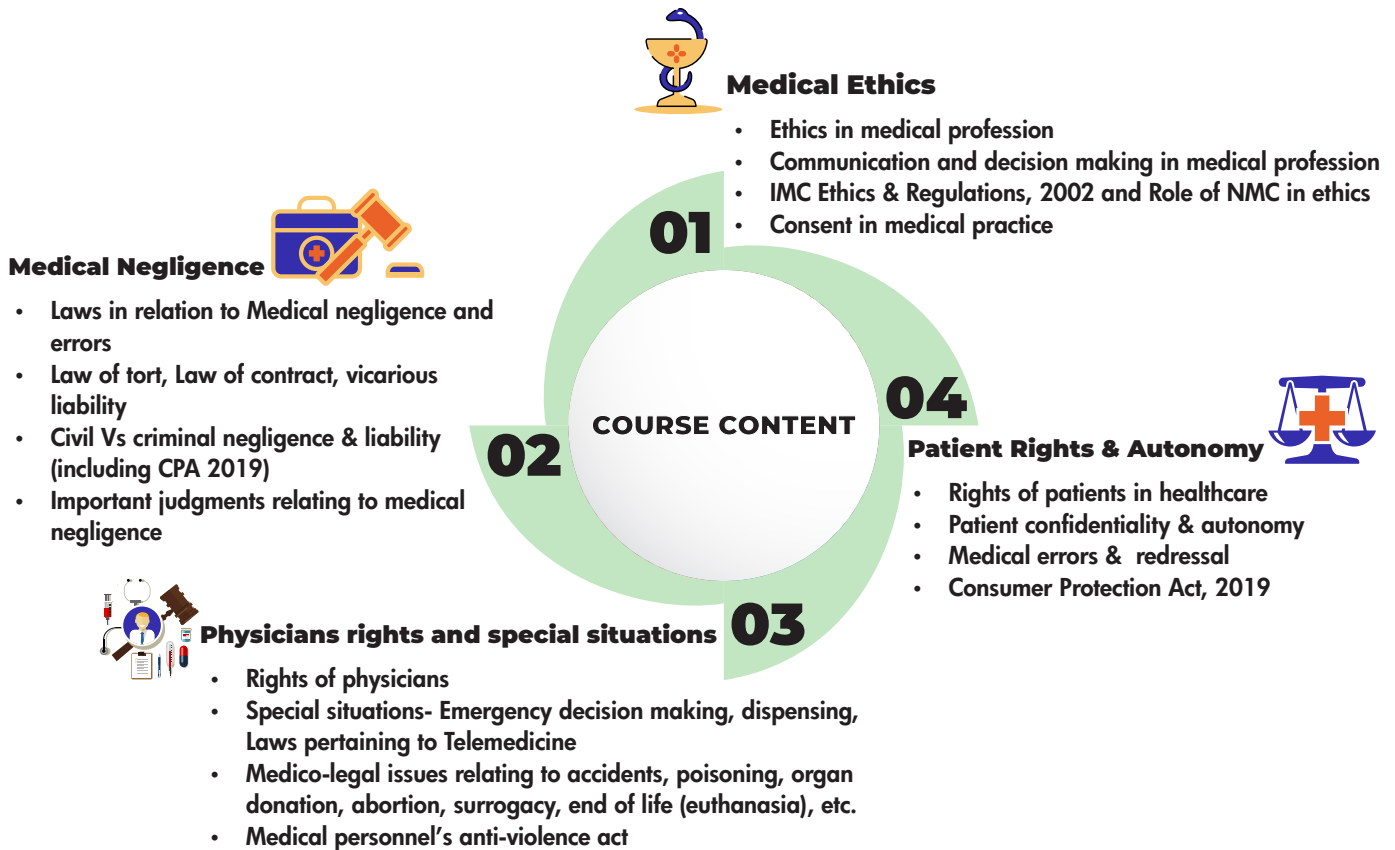 COURSE CONTENT
01
Medical Ethics
• Ethics in medical profession
• Communication and decision making in medical profession
• IMC Ethics & Regulations, 2002 and Role of NMC in ethics
• Consent in medical practice
02
Medical Negligence
• Laws in relation to Medical negligence and
errors
• Law of tort, Law of contract, vicarious
liability
• Civil Vs criminal negligence & liability
(including CPA 2019)
• Important judgments relating to medical
negligence
03
Physicians rights and special situations
• Rights of physicians
• Special situations- Emergency decision making, dispensing,
Laws pertaining to Telemedicine
• Medico-legal issues relating to accidents, poisoning, organ
donation, abortion, surrogacy, end of life (euthanasia), etc.
• Medical personnel’s anti-violence act
04
Patient Rights & Autonomy
• Rights of patients in healthcare
• Patient confidentiality & autonomy
• Medical errors & redressal
• Consumer Protection Act, 2019